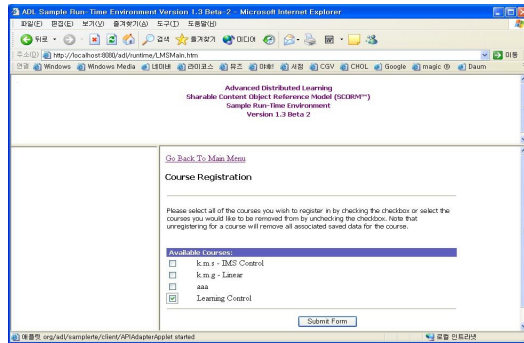 ADL Sample Run-Time Environment Version 1.3 Beta-2 - Microsoft Internet Explorer
파일(F) 편집(E) 보기(V) 즐겨찾기(A) 도구(T) 도움말(H)
뒤로 검색 즐겨찾기 미디어
주소(D) http://localhost:8080/adl/runtime/LMSMain.htm 이동
연결 Windows Windows Media 네이버 라이코스 뮤즈 야후! 시점 CGV CHOL Google magic ⓝ Daum
Advanced Distributed Learning
Sharable Content Object Reference Model (SCORM™)
Sample Run-Time Environment
Version 1.3 Beta 2
Go Back To Main Menu
Course Registration
Please select all of the courses you wish to register in by checking the checkbox or select the
courses you would like to be removed from by unchecking the checkbox. Note that
unregistering for a course will remove all associated saved data for the course.
Available Courses:
k.m.s - IMS Control
k.m.g - Linear
aaa
Learning Control
Submit Form
애플릿 org/adl/samplerte/client/APIAdapterApplet started 로컬 인트라넷